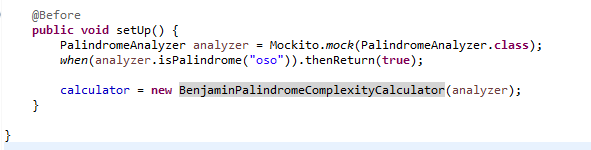 @Before
public void setUp() {
PalindromeAnalyzer analyzer = Mockito.mock(PalindromeAnalyzer.class);
when(analyzer.isPalindrome("oso")).thenReturn(true);
calculator = new BenjaminPalindromeComplexityCalculator(analyzer);
}
}